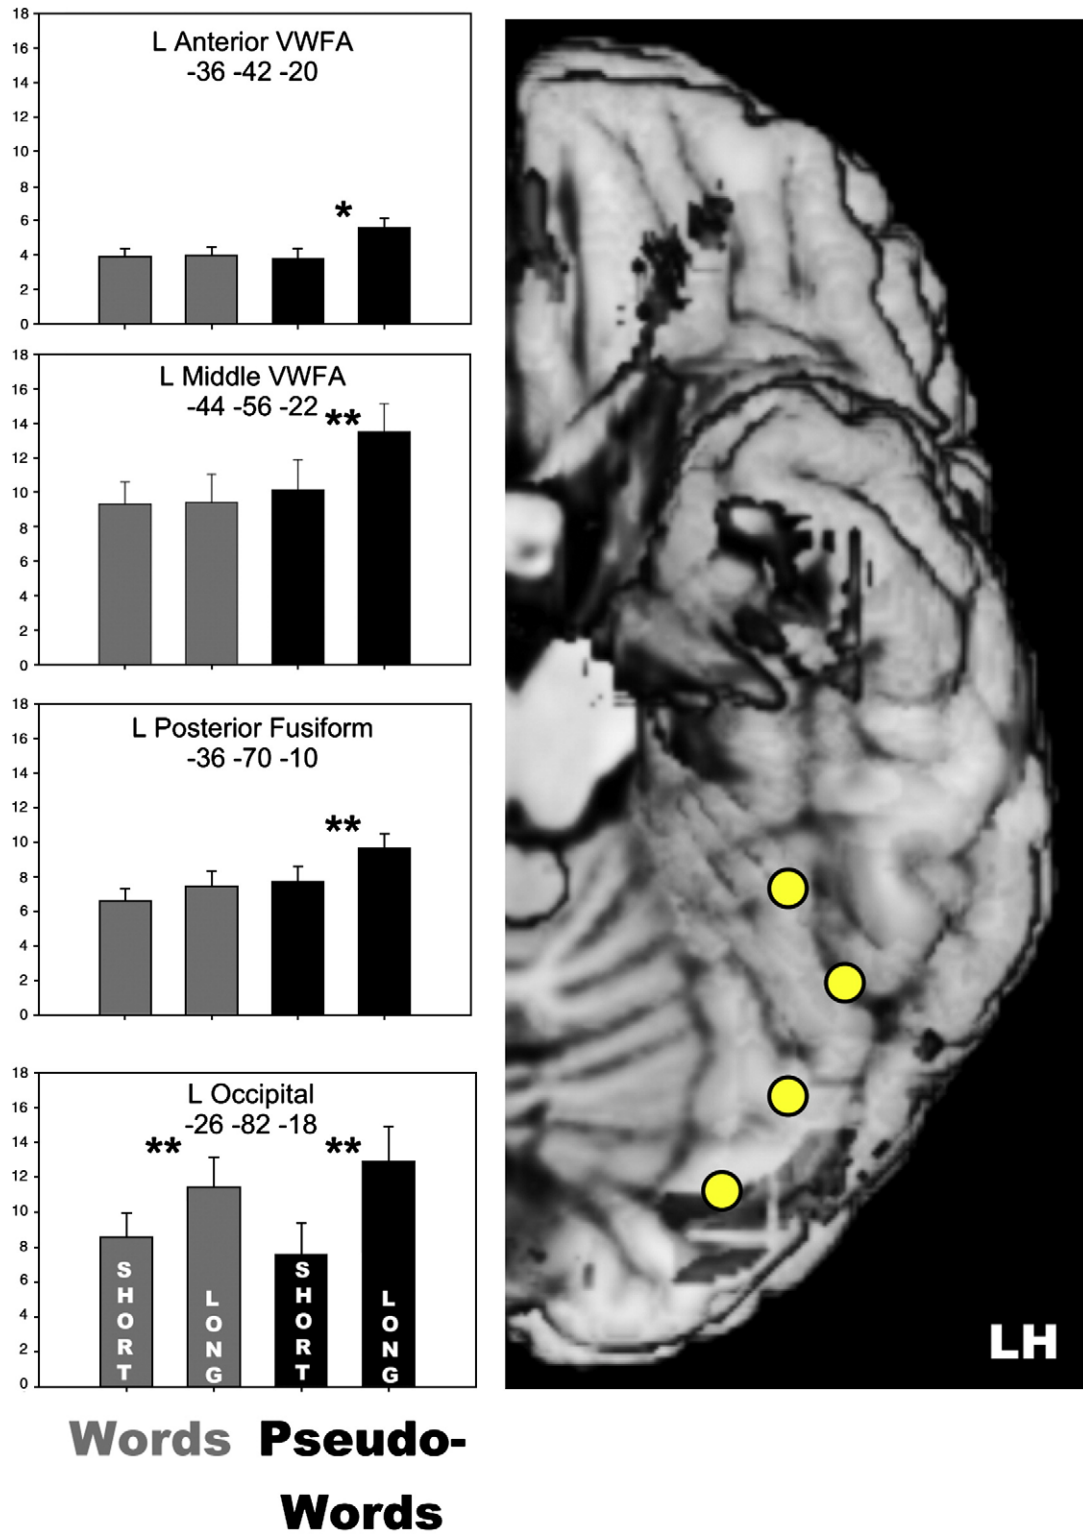 18
16
14
12
10
8
6
4
2
0
L Anterior VWFA
-36 -42 -20
*
18
16
14
12
10
8
6
4
2
0
L Middle VWFA
-44 -56 -22
**
18
16
14
12
10
8
6
4
2
0
L Posterior Fusiform
-36 -70 -10
**
18
16
14
12
10
8
6
4
2
0
L Occipital
-26 -82 -18
** **
SHORT
LONG
SHORT
LONG
Words Pseudo-
Words
LH